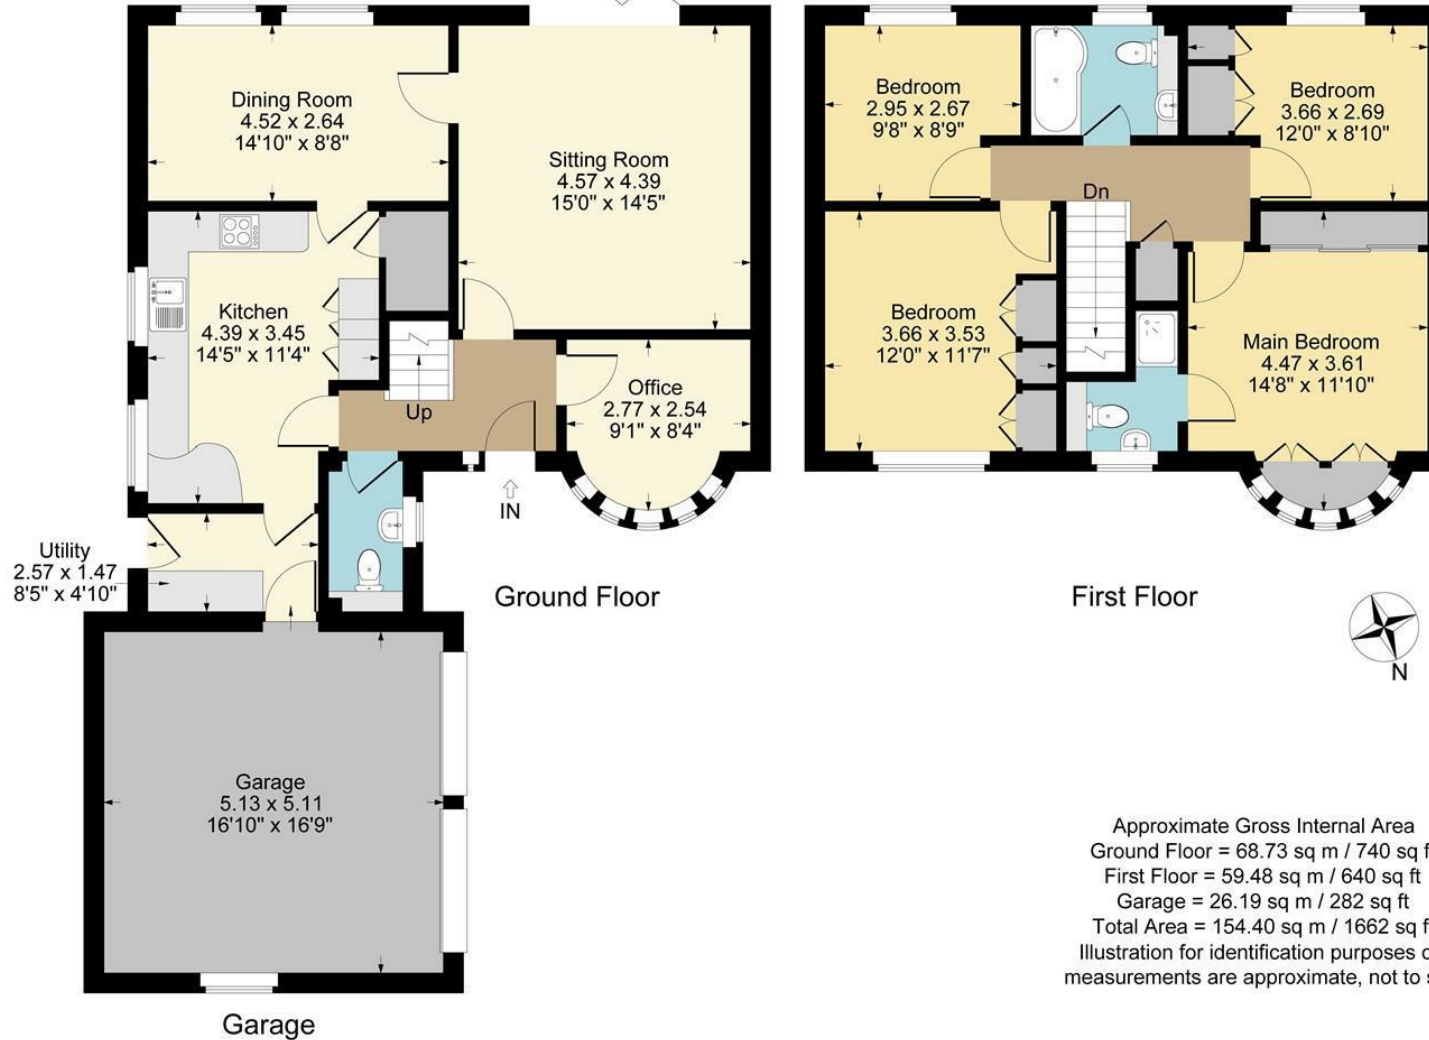 Dining Room
4.52 x 2.64
14'10" x 8'8"
Sitting Room
4.57 x 4.39
15'0" x 14'5"
Kitchen
4.39 x 3.45
14'5" x 11'4"
Up
Office
2.77 x 2.54
9'1" x 8'4"
IN
Utility
2.57 x 1.47
8'5" x 4'10"
Ground Floor
Garage
5.13 x 5.11
16'10" x 16'9"
Garage
Bedroom
2.95 x 2.67
9'8" x 8'9"
Bedroom
3.66 x 2.69
12'0" x 8'10"
Dn
Bedroom
3.66 x 3.53
12'0" x 11'7"
Main Bedroom
4.47 x 3.61
14'8" x 11'10"
First Floor
N
Approximate Gross Internal Area
Ground Floor = 68.73 sq m / 740 sq
First Floor = 59.48 sq m / 640 sq ft
Garage = 26.19 sq m / 282 sq ft
Total Area = 154.40 sq m / 1662 sq
Illustration for identification purposes
measurements are approximate, not to